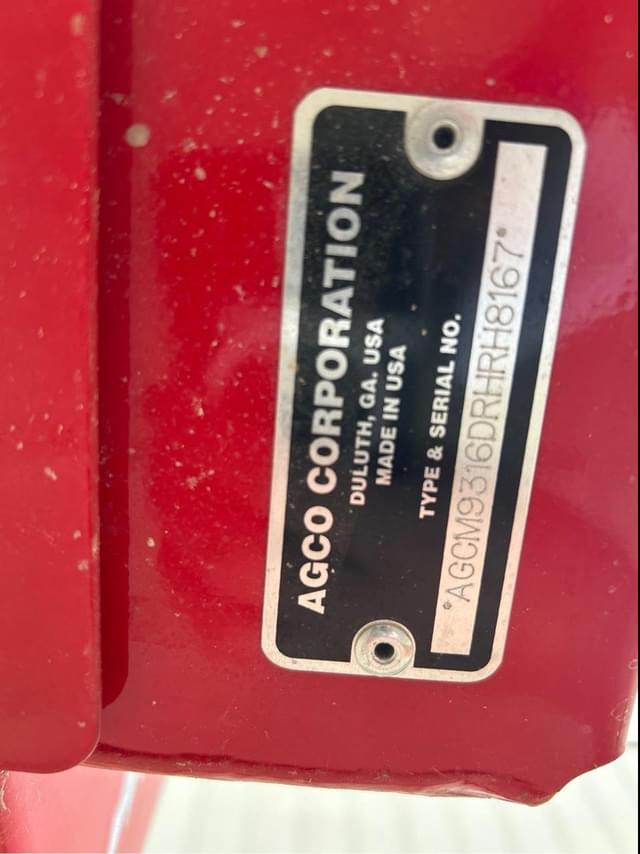 AGCO CORPORATION
DULUTH, GA. USA
MADE IN USA
TYPE & SERIAL NO.
*AGCM9316DRHRH8167*